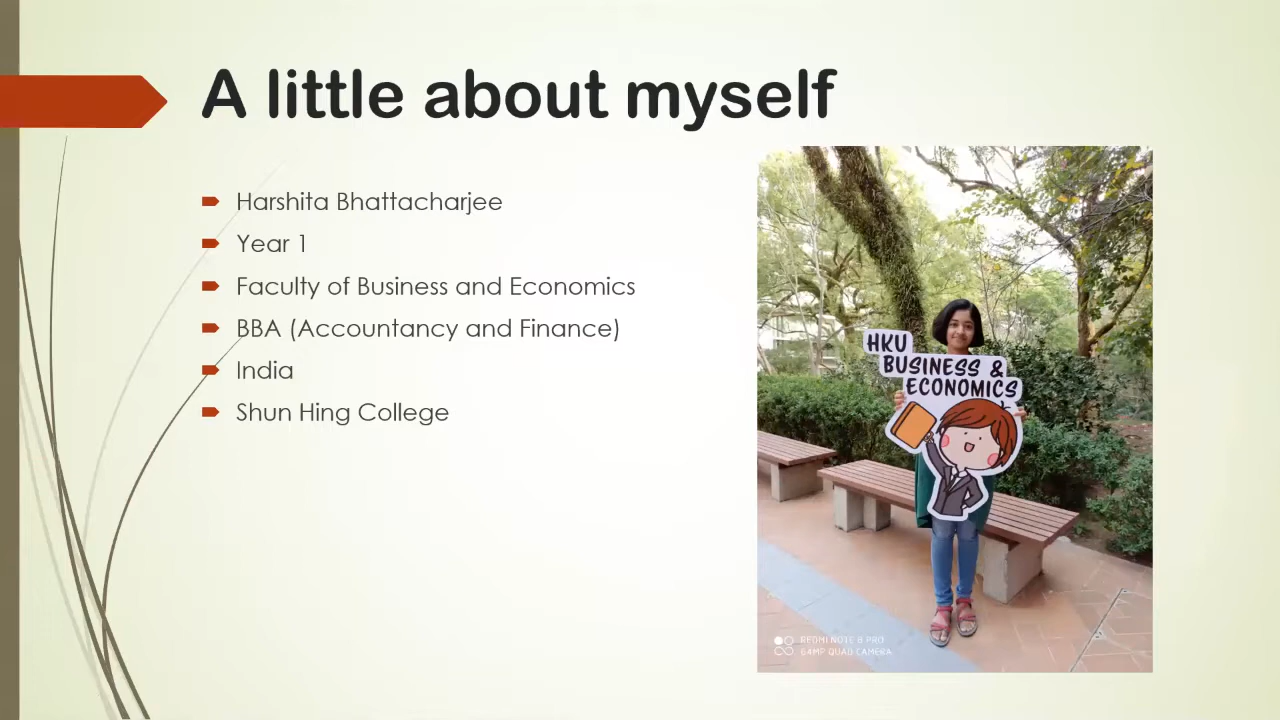 A little about myself
Harshita Bhattacharjee
Year 1
Faculty of Business and Economics
BBA (Accountancy and Finance)
India
Shun Hing College
HKU
BUSINESS &
ECONOMICS
REDMI NOTE 8 PRO
64MP QUAD CAMERA